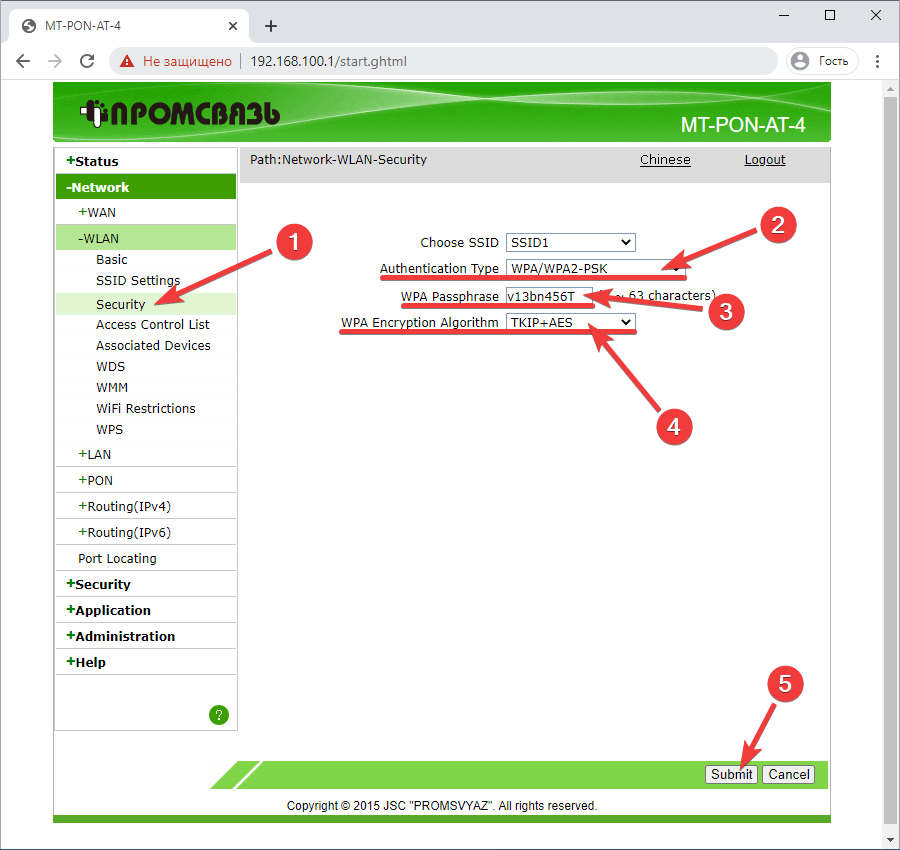 MT-PON-AT-4
Не защищено
192.168.100.1/start.ghtml
Гость
ПРОМСВЯЗЬ
MT-PON-AT-4
Path:Network-WLAN-Security
Chinese
Logout
+Status
-Network
+WAN
-WLAN
Basic
SSID Settings
Security
Access Control List
Associated Devices
WDS
WMM
WiFi Restrictions
WPS
+LAN
+PON
+Routing(IPv4)
+Routing(IPv6)
Port Locating
+Security
+Application
+Administration
+Help
?
1
Choose SSID SSID1
2
Authentication Type WPA/WPA2-PSK
WPA Passphrase v13bn456T ~ 63 characters)
3
WPA Encryption Algorithm TKIP+AES
4
5
Submit Cancel
Copyright © 2015 JSC "PROMSVYAZ". All rights reserved.